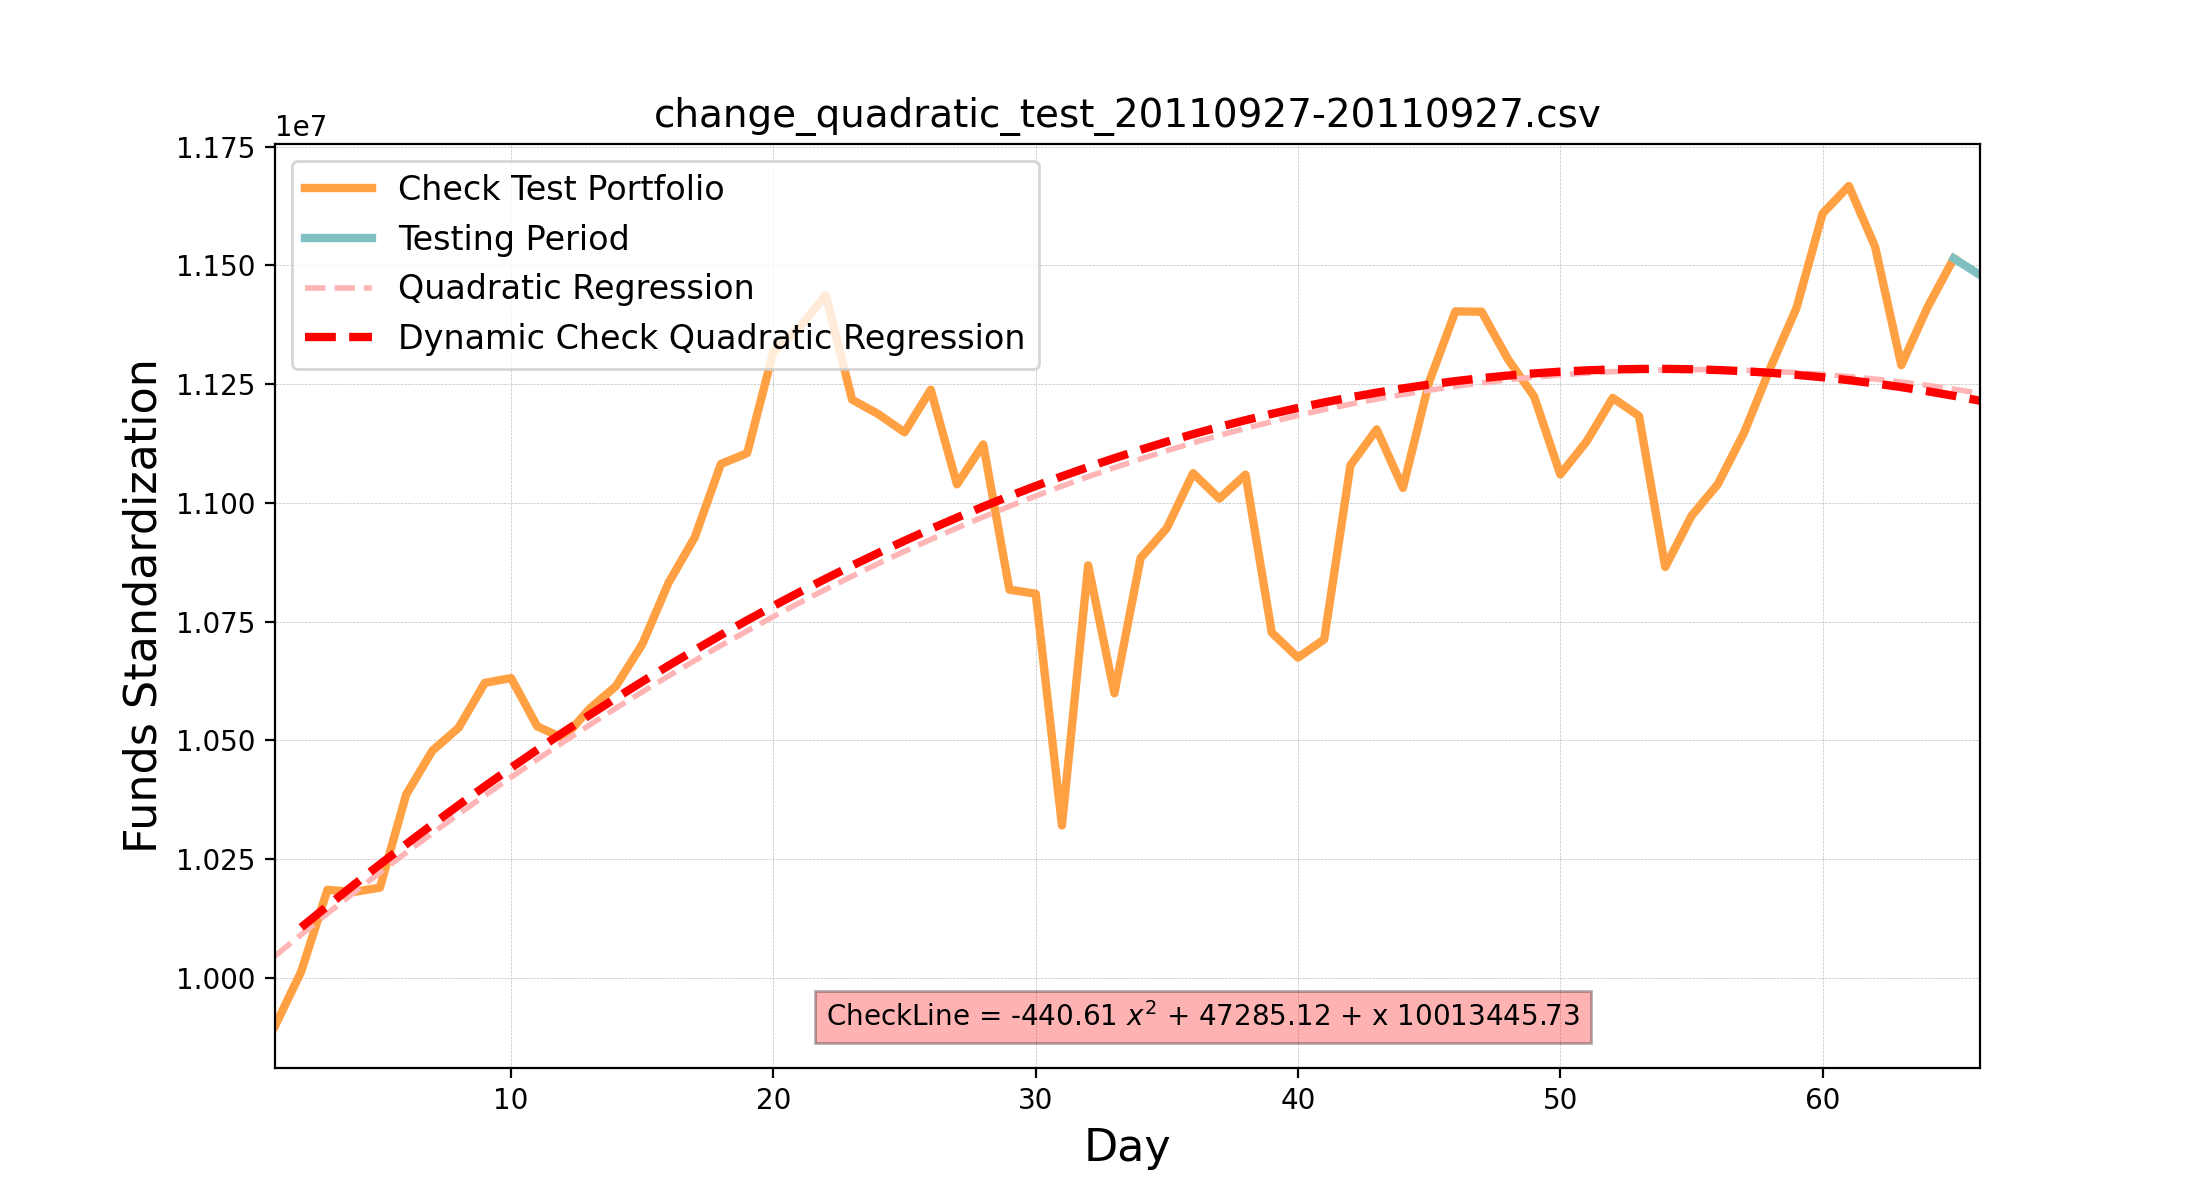 change_quadratic_test_20110927-20110927.csv
1e7
Check Test Portfolio
Testing Period
Quadratic Regression
Dynamic Check Quadratic Regression
1.175
1.150
1.125
1.100
1.075
1.050
1.025
1.000
Funds Standardization
CheckLine = -440.61 x² + 47285.12 + x 10013445.73
10 20 30 40 50 60
Day